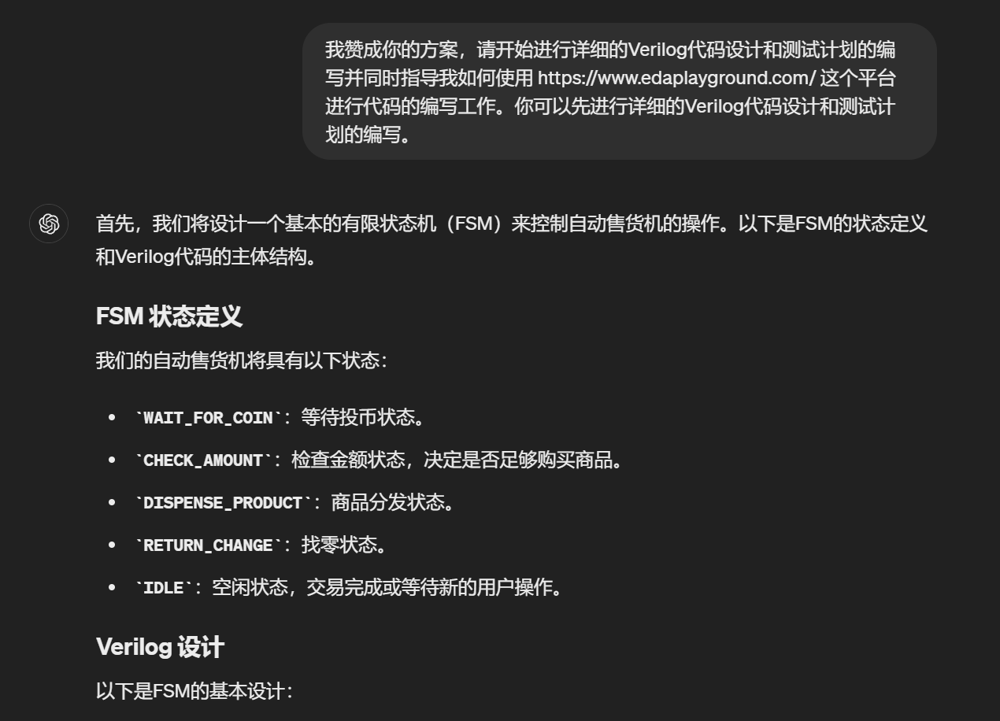 我赞成你的方案，请开始进行详细的Verilog代码设计和测试计划的编
写并同时指导我如何使用 https://www.edaplayground.com/ 这个平台
进行代码的编写工作。你可以先进行详细的Verilog代码设计和测试计
划的编写。
首先，我们将设计一个基本的有限状态机（FSM）来控制自动售货机的操作。以下是FSM的状态定义
和Verilog代码的主体结构。
FSM 状态定义
我们的自动售货机将具有以下状态：
• `WAIT_FOR_COIN`：等待投币状态。
• `CHECK_AMOUNT`：检查金额状态，决定是否足够购买商品。
• `DISPENSE_PRODUCT`：商品分发状态。
• `RETURN_CHANGE`：找零状态。
• `IDLE`：空闲状态，交易完成或等待新的用户操作。
Verilog 设计
以下是FSM的基本设计：